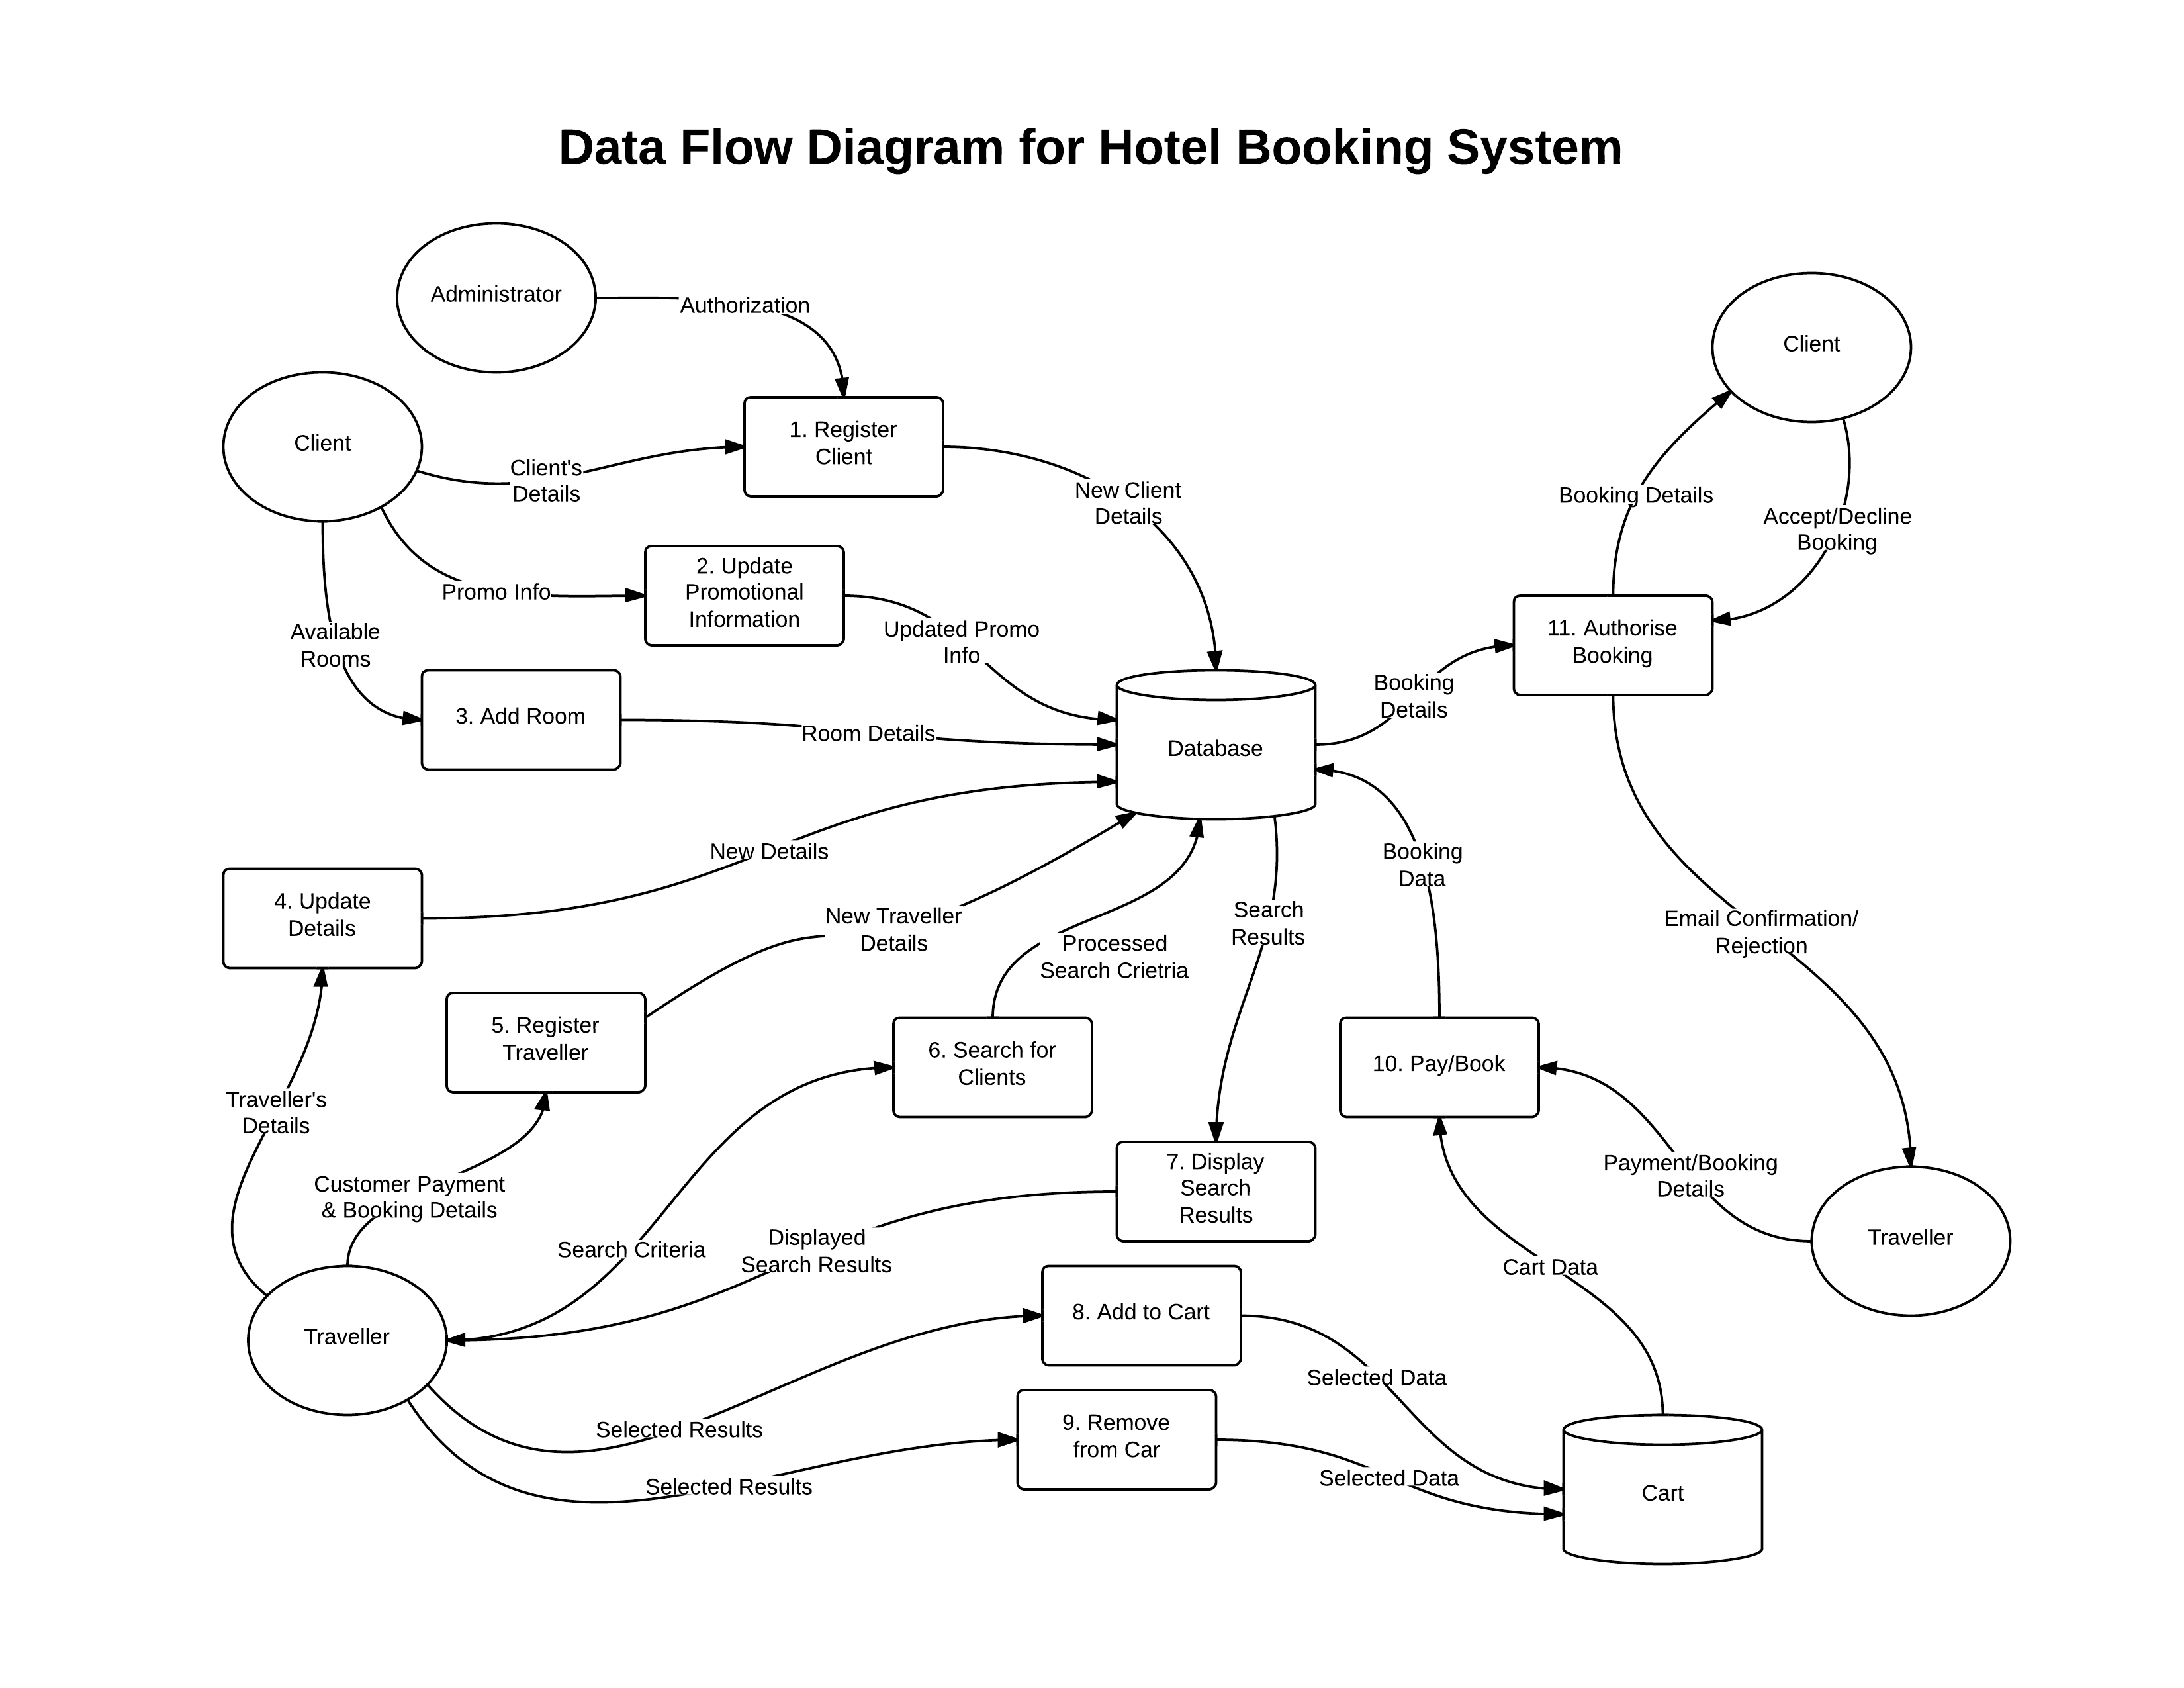 Data Flow Diagram for Hotel Booking System
Administrator
Authorization
Client
Client
1. Register
Client
Client's
Details
New Client
Details
Booking Details
Accept/Decline
Booking
Promo Info
2. Update
Promotional
Information
Updated Promo
Info
Available
Rooms
11. Authorise
Booking
3. Add Room
Room Details
Database
Booking
Details
New Details
Booking
Data
4. Update
Details
New Traveller
Details
Processed
Search Crietria
Search
Results
Email Confirmation/
Rejection
5. Register
Traveller
6. Search for
Clients
10. Pay/Book
Traveller's
Details
Customer Payment
& Booking Details
7. Display
Search
Results
Payment/Booking
Details
Search Criteria
Displayed
Search Results
Cart Data
Traveller
Traveller
8. Add to Cart
Selected Data
Selected Results
9. Remove
from Car
Selected Results
Selected Data
Cart